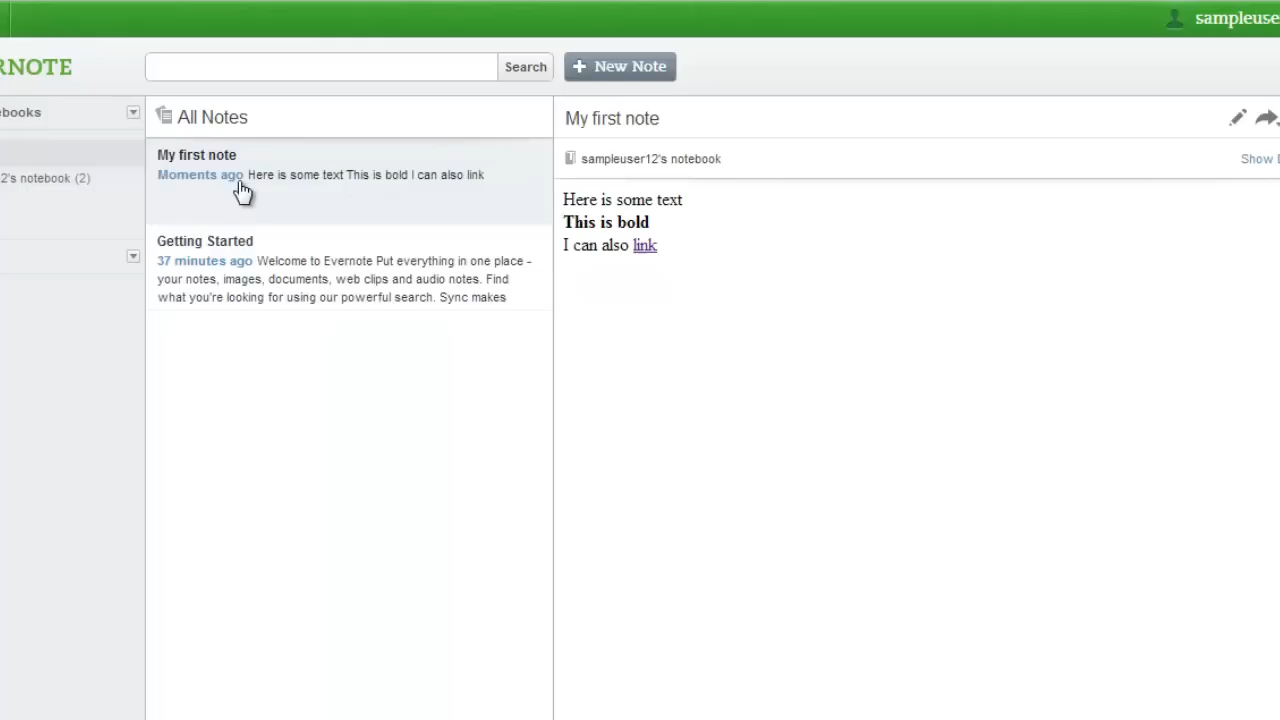 sampleuse
RNOTE
Search
+ New Note
ebooks
2's notebook (2)
All Notes
My first note
Moments ago Here is some text This is bold I can also link
Getting Started
37 minutes ago Welcome to Evernote Put everything in one place -
your notes, images, documents, web clips and audio notes. Find
what you're looking for using our powerful search. Sync makes
My first note
sampleuser12's notebook
Show
Here is some text
This is bold
I can also link